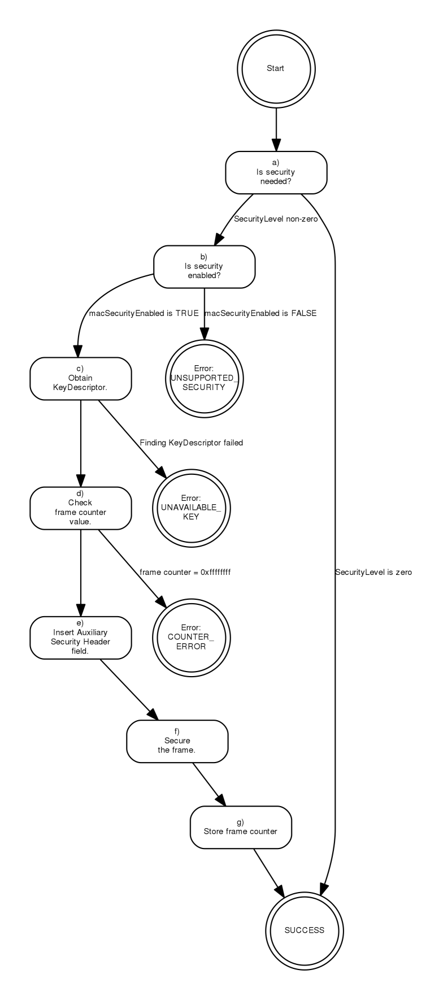 Start
a)
Is security
needed?
SecurityLevel non-zero
b)
Is security
enabled?
macSecurityEnabled is TRUE
macSecurityEnabled is FALSE
c)
Obtain
KeyDescriptor.
Error:
UNSUPPORTED_
SECURITY
Finding KeyDescriptor failed
d)
Check
frame counter
value.
Error:
UNAVAILABLE_
KEY
frame counter = 0xffffffff
SecurityLevel is zero
e)
Insert Auxiliary
Security Header
field.
Error:
COUNTER_
ERROR
f)
Secure
the frame.
g)
Store frame counter
SUCCESS